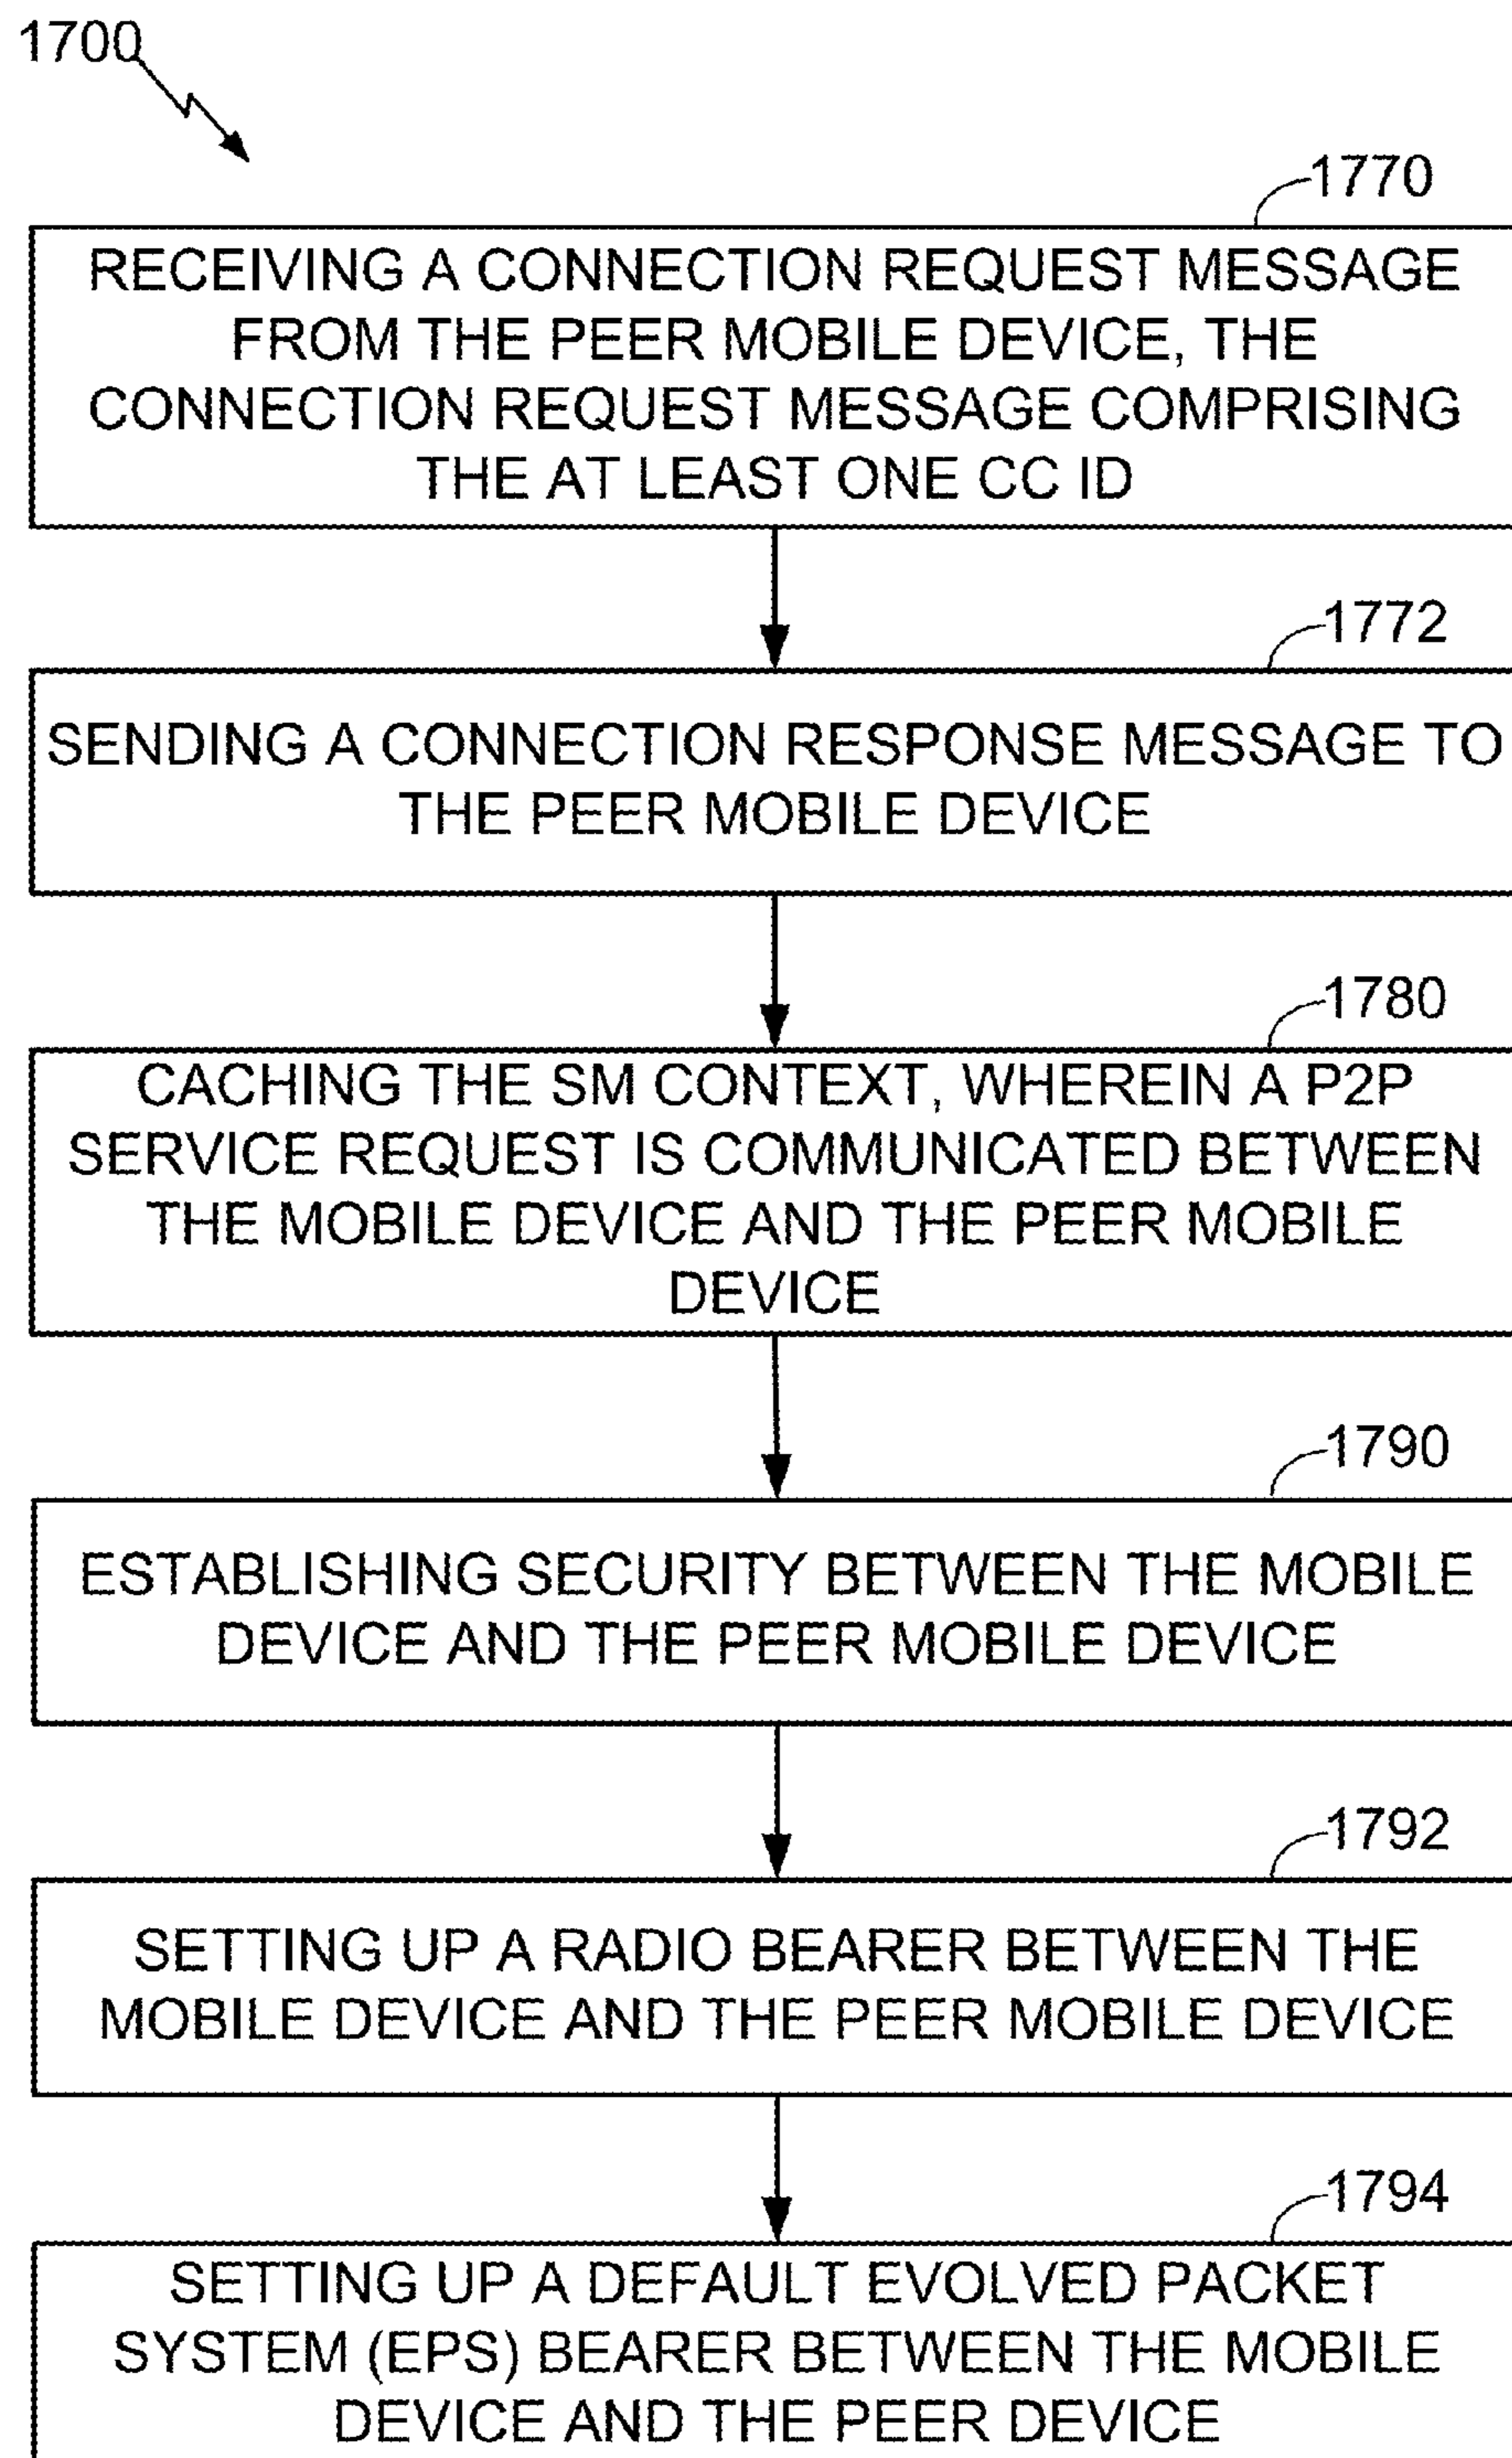 1700
1770
RECEIVING A CONNECTION REQUEST MESSAGE
FROM THE PEER MOBILE DEVICE, THE
CONNECTION REQUEST MESSAGE COMPRISING
THE AT LEAST ONE CC ID
1772
SENDING A CONNECTION RESPONSE MESSAGE TO
THE PEER MOBILE DEVICE
1780
CACHING THE SM CONTEXT, WHEREIN A P2P
SERVICE REQUEST IS COMMUNICATED BETWEEN
THE MOBILE DEVICE AND THE PEER MOBILE
DEVICE
1790
ESTABLISHING SECURITY BETWEEN THE MOBILE
DEVICE AND THE PEER MOBILE DEVICE
1792
SETTING UP A RADIO BEARER BETWEEN THE
MOBILE DEVICE AND THE PEER MOBILE DEVICE
1794
SETTING UP A DEFAULT EVOLVED PACKET
SYSTEM (EPS) BEARER BETWEEN THE MOBILE
DEVICE AND THE PEER DEVICE